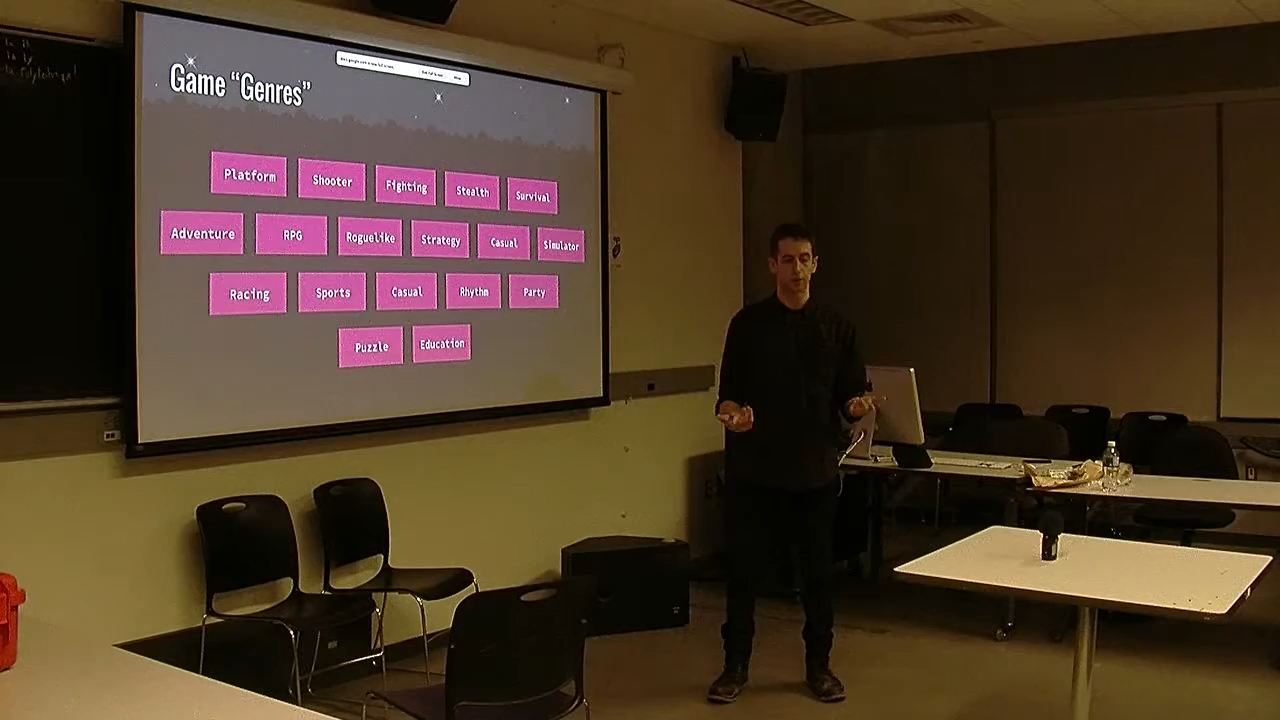 Game “Genres”
Platform Shooter Fighting Stealth Survival
Adventure RPG Roguelike Strategy Casual Simulator
Racing Sports Casual Rhythm Party
Puzzle Education